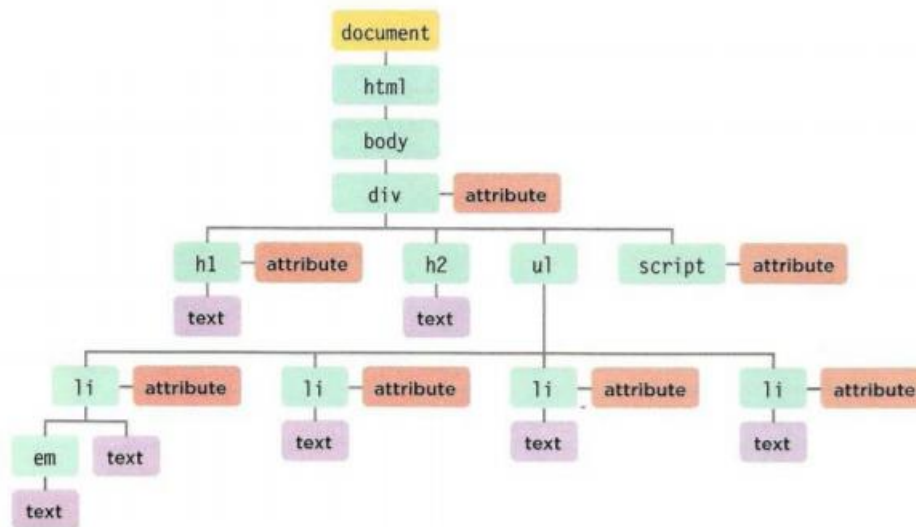 document
html
body
div attribute
h1 attribute h2 ul script attribute
text text
li attribute li attribute li attribute li attribute
em text text text text
text